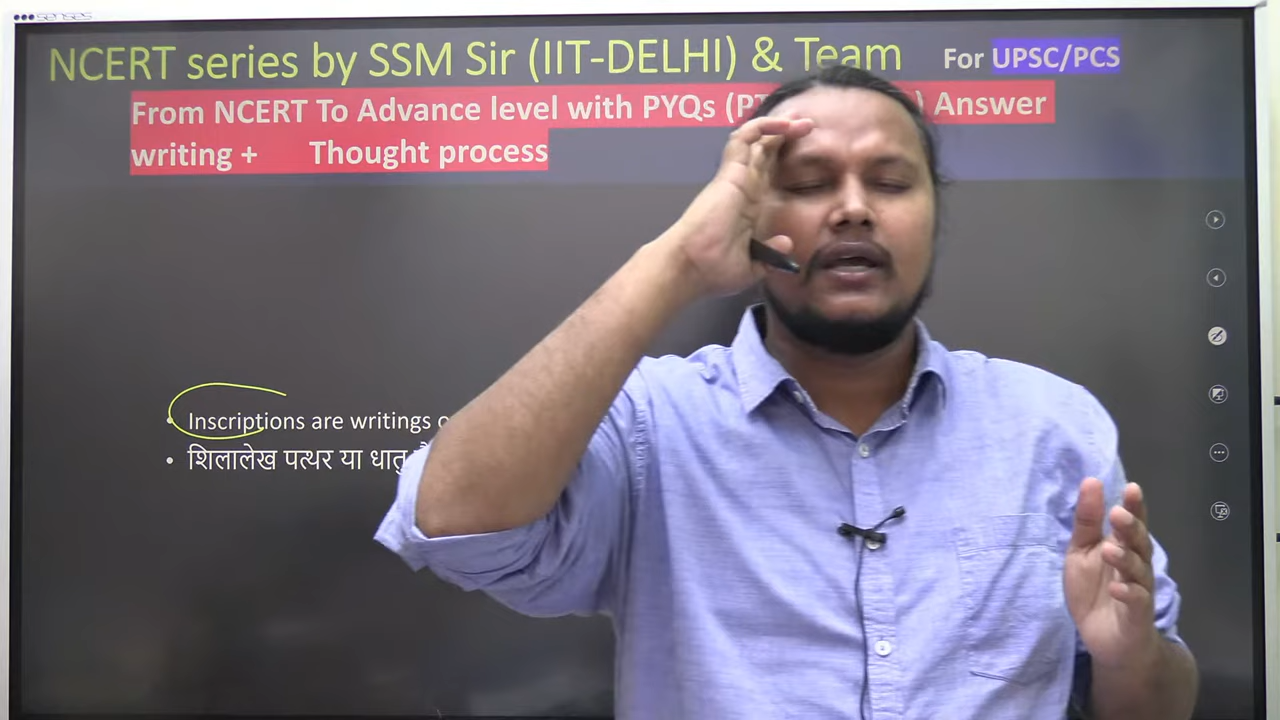 senses
NCERT series by SSM Sir (IIT-DELHI) & Team For UPSC/PCS
From NCERT To Advance level with PYQs ( ) Answer
writing + Thought process
• Inscriptions are writings
• शिलालेख पत्थर या धातु